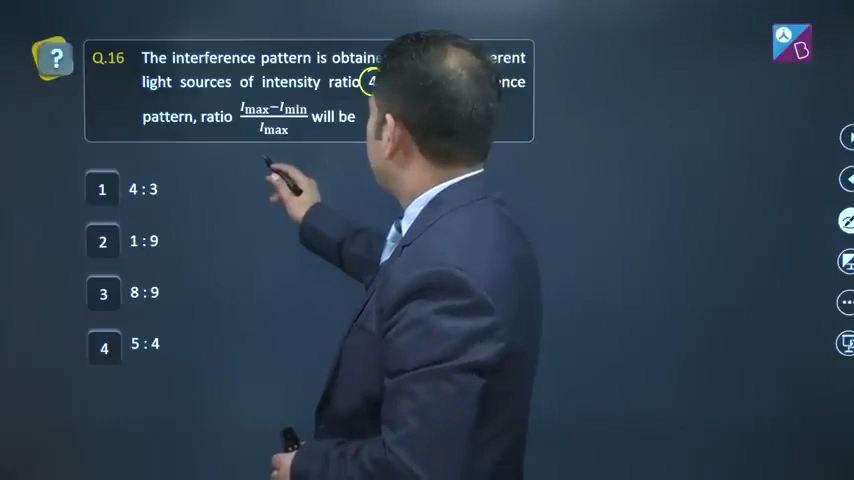 ?
Q.16 The interference pattern is obtaine erent
light sources of intensity ratio 4 ence
pattern, ratio Imax−Imin/Imax will be
1 4 : 3
2 1 : 9
3 8 : 9
4 5 : 4
B